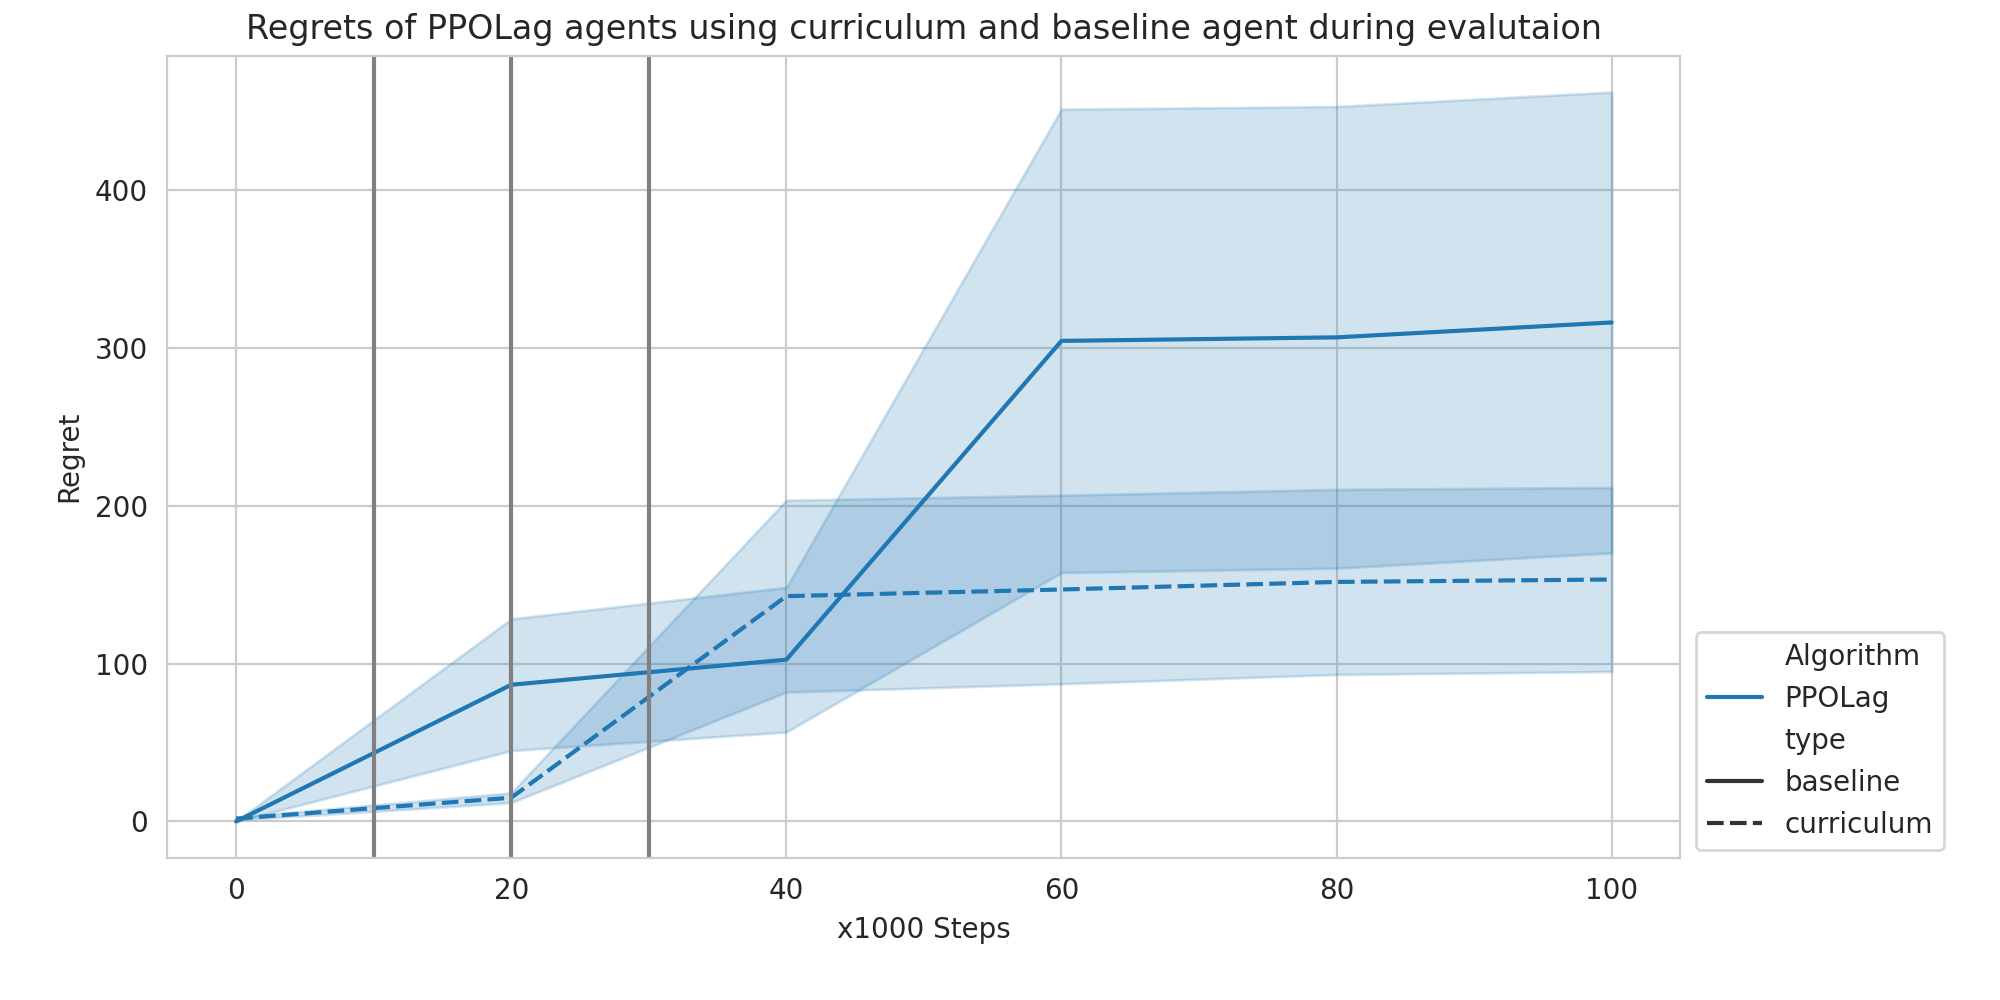 Regrets of PPOLag agents using curriculum and baseline agent during evalutaion
400
300
200
100
0
Regret
0 20 40 60 80 100
x1000 Steps
Algorithm
PPOLag
type
baseline
curriculum